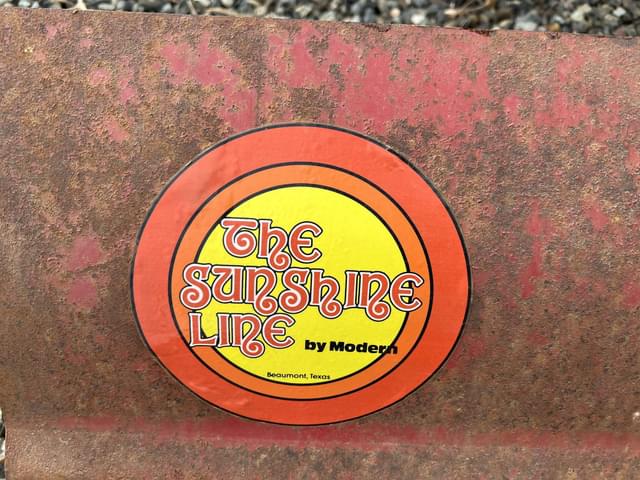 The
Sunshine
Line
by Modern
Beaumont, Texas